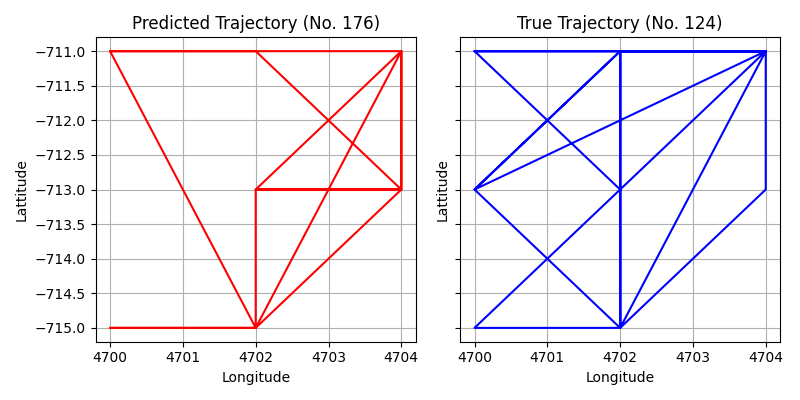 Predicted Trajectory (No. 176)
True Trajectory (No. 124)
−711.0
−711.5
−712.0
−712.5
−713.0
−713.5
−714.0
−714.5
−715.0
Lattitude
Lattitude
4700 4701 4702 4703 4704
4700 4701 4702 4703 4704
Longitude
Longitude